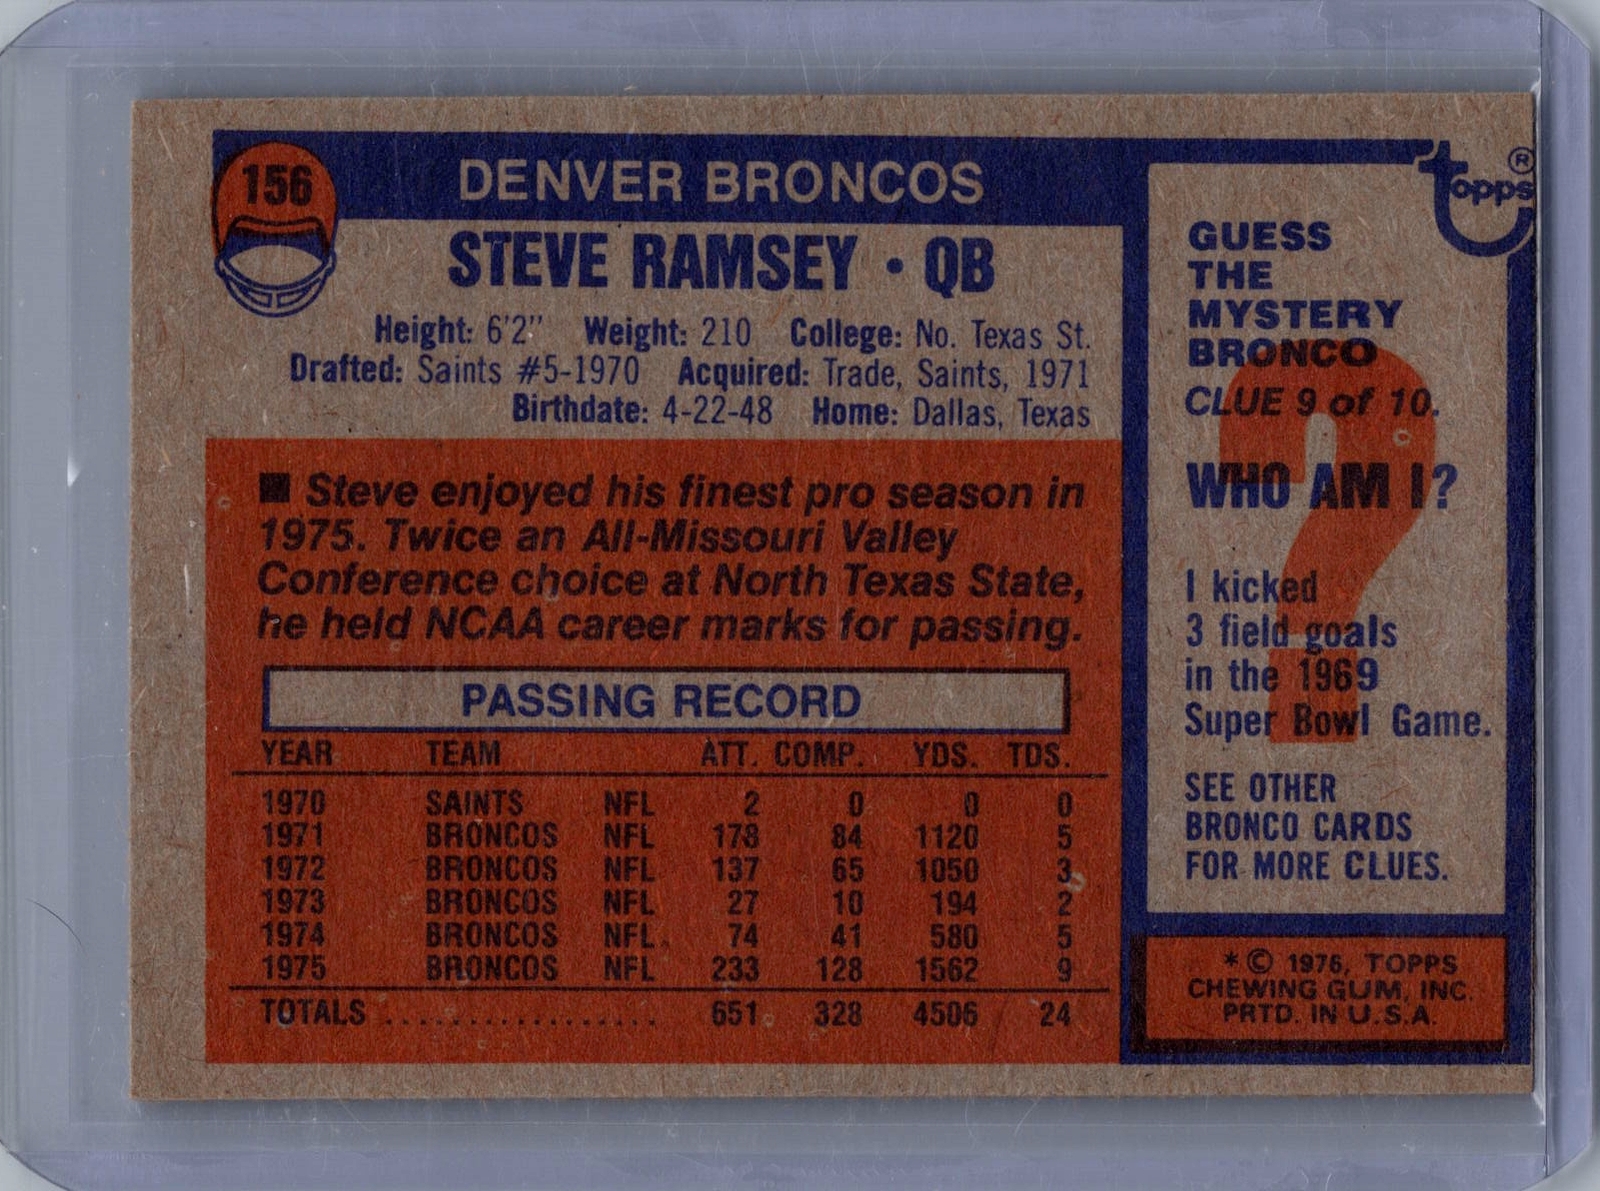 156
DENVER BRONCOS
STEVE RAMSEY • QB
Height: 6'2" Weight: 210 College: No. Texas St.
Drafted: Saints #5-1970 Acquired: Trade, Saints, 1971
Birthdate: 4-22-48 Home: Dallas, Texas
■ Steve enjoyed his finest pro season in
1975. Twice an All-Missouri Valley
Conference choice at North Texas State,
he held NCAA career marks for passing.
PASSING RECORD
YEAR TEAM ATT. COMP. YDS. TDS.
1970 SAINTS NFL 2 0 0 0
1971 BRONCOS NFL 178 84 1120 5
1972 BRONCOS NFL 137 65 1050 3
1973 BRONCOS NFL 27 10 194 2
1974 BRONCOS NFL 74 41 580 5
1975 BRONCOS NFL 233 128 1562 9
TOTALS .................. 651 328 4506 24
topps®
GUESS
THE
MYSTERY
BRONCO
CLUE 9 of 10.
WHO AM I?
I kicked
3 field goals
in the 1969
Super Bowl Game.
SEE OTHER
BRONCO CARDS
FOR MORE CLUES.
* © 1976, TOPPS
CHEWING GUM, INC.
PRTD. IN U.S.A.